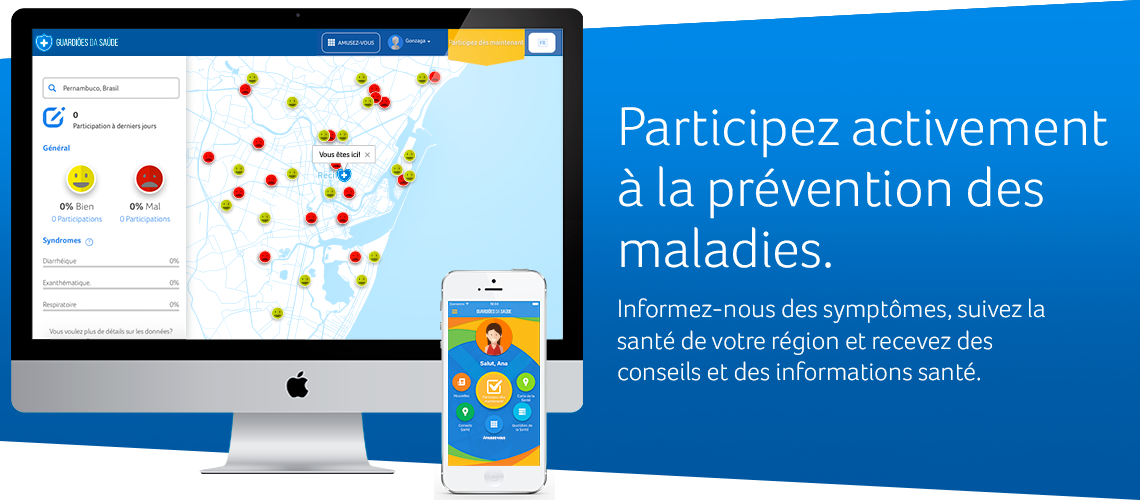 GUARDIÕES DA SAÚDE
AMUSEZ-VOUS
Gonzaga
Participez dès maintenant
FR
Pernambuco, Brasil
0
Participation à derniers jours
Général
0% Bien
0% Mal
0 Participations
0 Participations
Syndromes ?
Diarrhéique 0%
Exanthématique. 0%
Respiratoire 0%
Vous voulez plus de détails sur les données?
Vous êtes ici!
GUARDIÕES DA SAÚDE
Salut, Ana
Nouvelles
Carte de la
Santé
Conseils
Santé
Quotidien de
la Santé
Amusez-vous
Participez activement
à la prévention des
maladies.
Informez-nous des symptômes, suivez la
santé de votre région et recevez des
conseils et des informations santé.